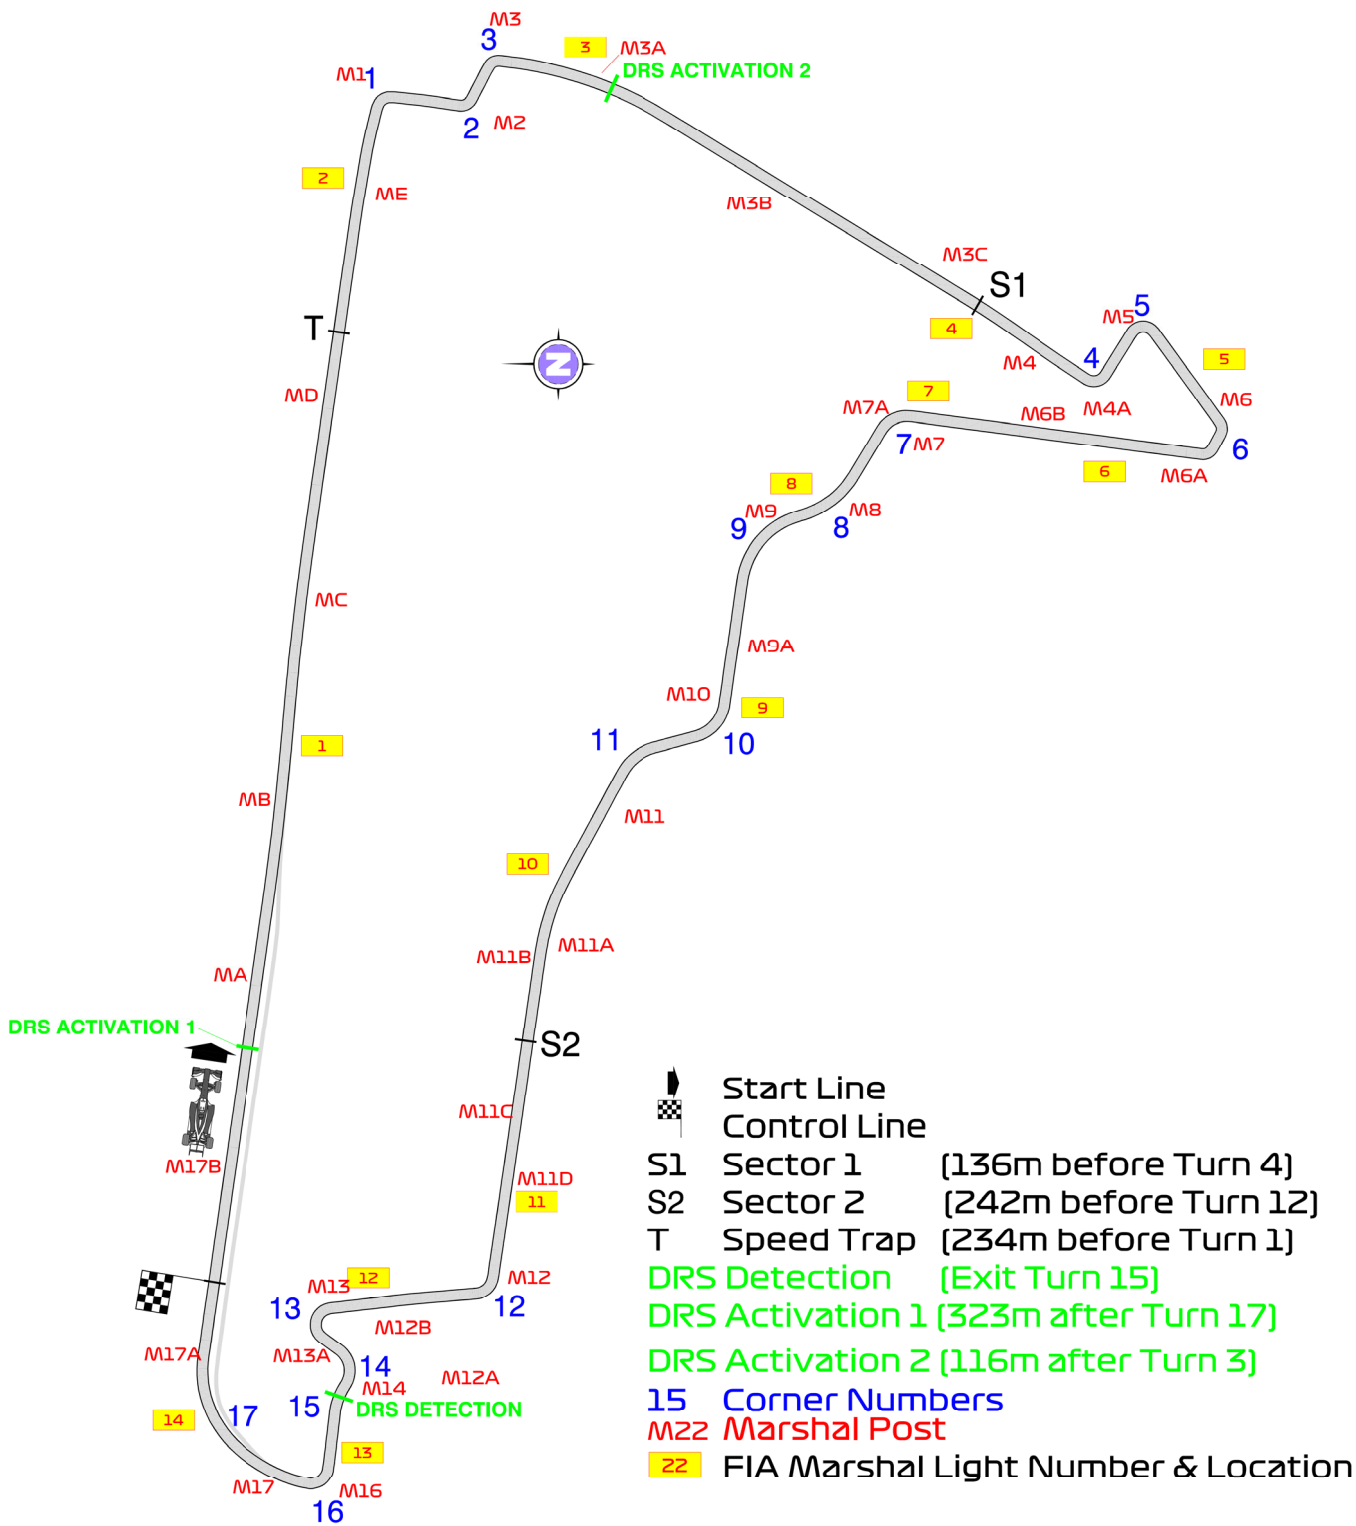 M3
3
3
M3A
DRS ACTIVATION 2
M1
1
2
M2
2
ME
M3B
M3C
S1
T
4
5
M5
4
5
M4
N
MD
7
M6
M7A
M6B
M4A
7
M7
6
6
M6A
8
M9
M8
9
8
MC
M9A
M10
9
11
10
1
MB
M11
10
M11A
M11B
MA
DRS ACTIVATION 1
S2
M11C
M17B
M11D
11
M13
12
M12
13
12
M12B
M17A
M13A
14
M12A
M14
15
DRS DETECTION
17
14
13
M17
M16
16
Start Line
Control Line
S1 Sector 1 (136m before Turn 4)
S2 Sector 2 (242m before Turn 12)
T Speed Trap (234m before Turn 1)
DRS Detection (Exit Turn 15)
DRS Activation 1 (323m after Turn 17)
DRS Activation 2 (116m after Turn 3)
15 Corner Numbers
M22 Marshal Post
22 FIA Marshal Light Number & Location